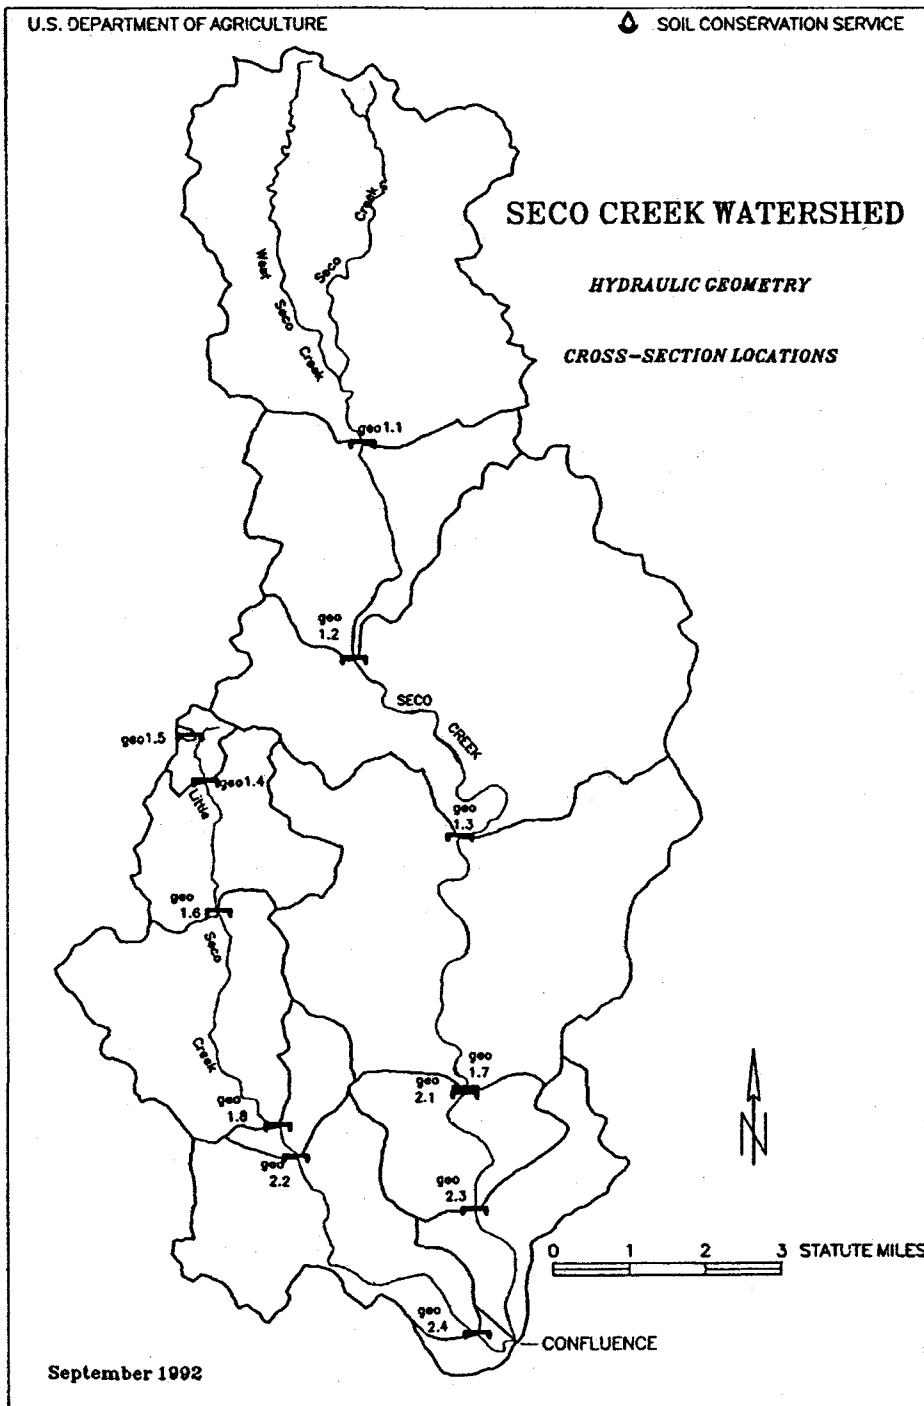 U.S. DEPARTMENT OF AGRICULTURE
SOIL CONSERVATION SERVICE
SECO CREEK WATERSHED
HYDRAULIC GEOMETRY
CROSS-SECTION LOCATIONS
West Seco Creek
Seco Creek
geo1.1
geo
1.2
SECO CREEK
geo1.5
geo1.4
geo
1.3
Little Seco Creek
geo
1.6
geo
1.7
geo
2.1
geo
1.8
geo
2.2
geo
2.3
N
0 1 2 3 STATUTE MILES
geo
2.4
CONFLUENCE
September 1992